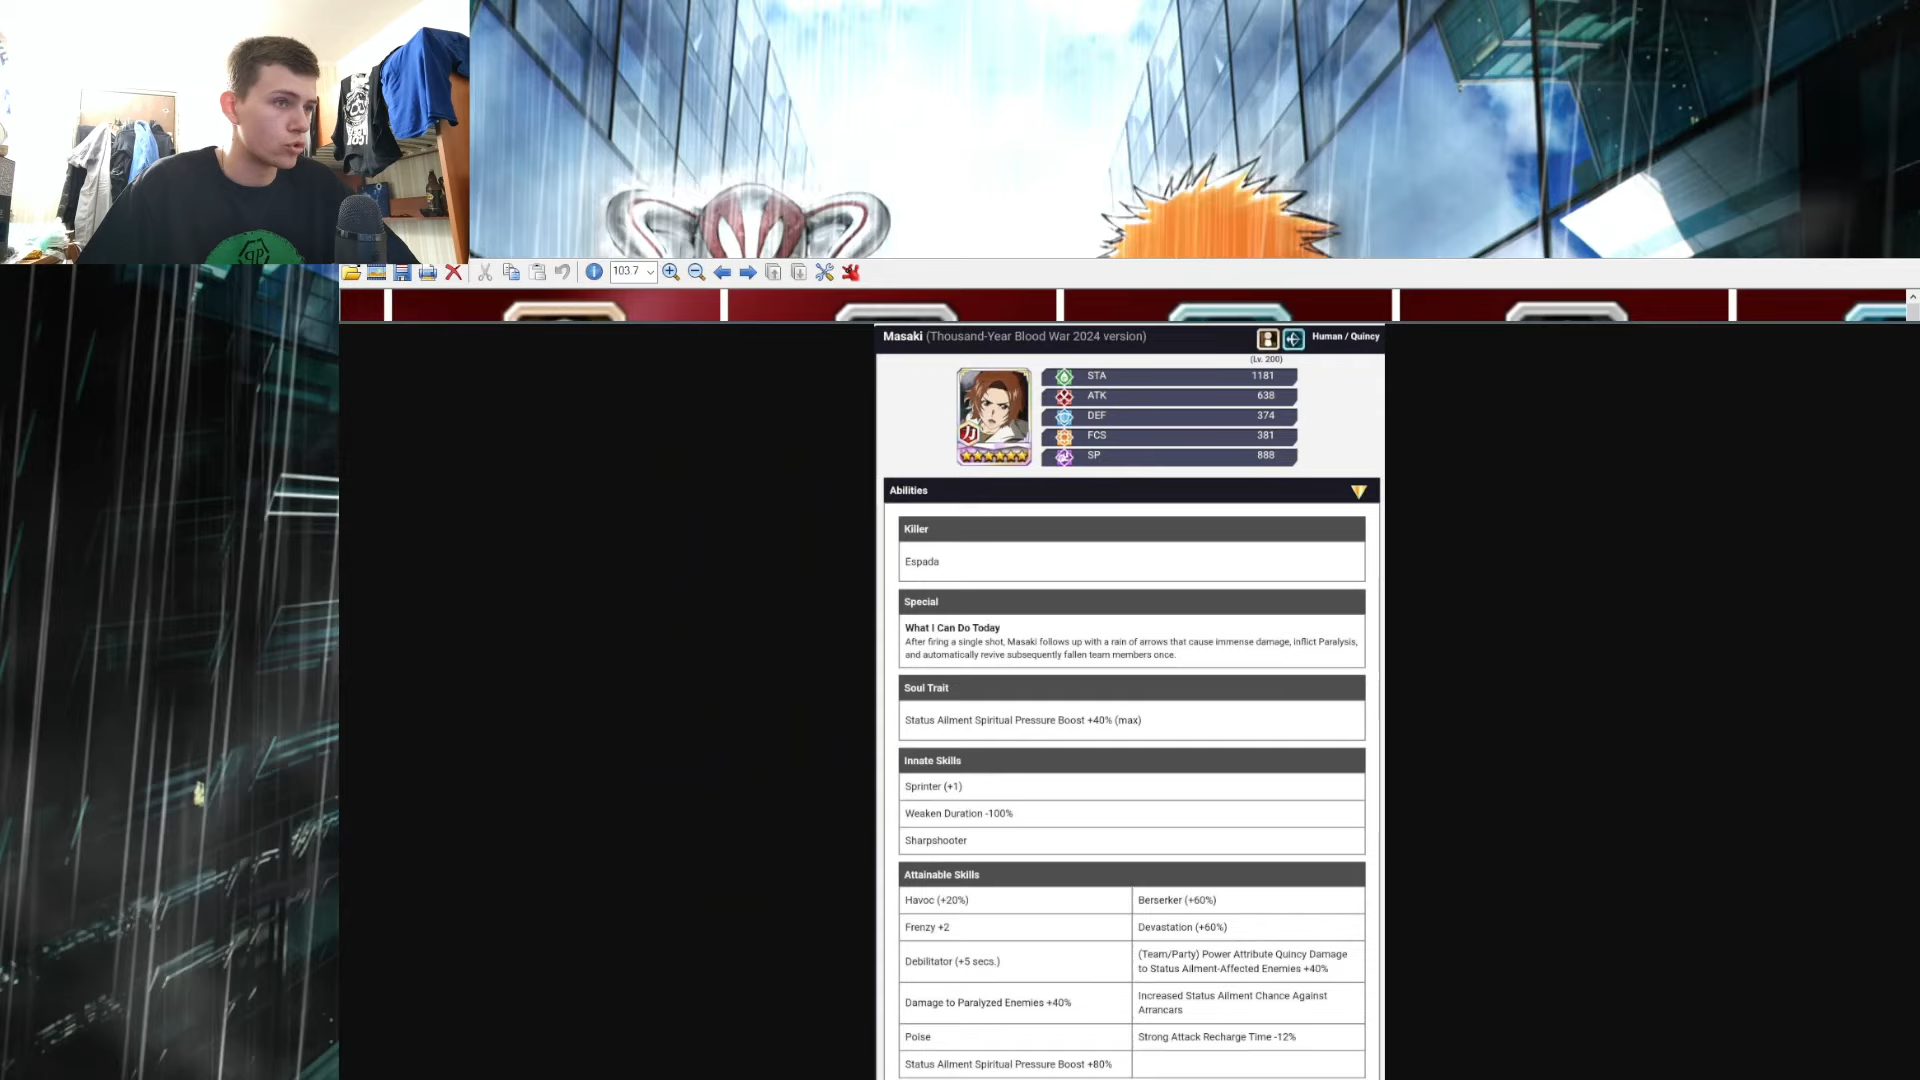 103.7
Masaki (Thousand-Year Blood War 2024 version)
Human / Quincy
(Lv. 200)
STA 1181
ATK 638
DEF 374
FCS 381
SP 888
Abilities
Killer
Espada
Special
What I Can Do Today
After firing a single shot, Masaki follows up with a rain of arrows that cause immense damage, inflict Paralysis,
and automatically revive subsequently fallen team members once.
Soul Trait
Status Ailment Spiritual Pressure Boost +40% (max)
Innate Skills
Sprinter (+1)
Weaken Duration -100%
Sharpshooter
Attainable Skills
Havoc (+20%)
Berserker (+60%)
Frenzy +2
Devastation (+60%)
Debilitator (+5 secs.)
(Team/Party) Power Attribute Quincy Damage
to Status Ailment-Affected Enemies +40%
Damage to Paralyzed Enemies +40%
Increased Status Ailment Chance Against
Arrancars
Poise
Strong Attack Recharge Time -12%
Status Ailment Spiritual Pressure Boost +80%